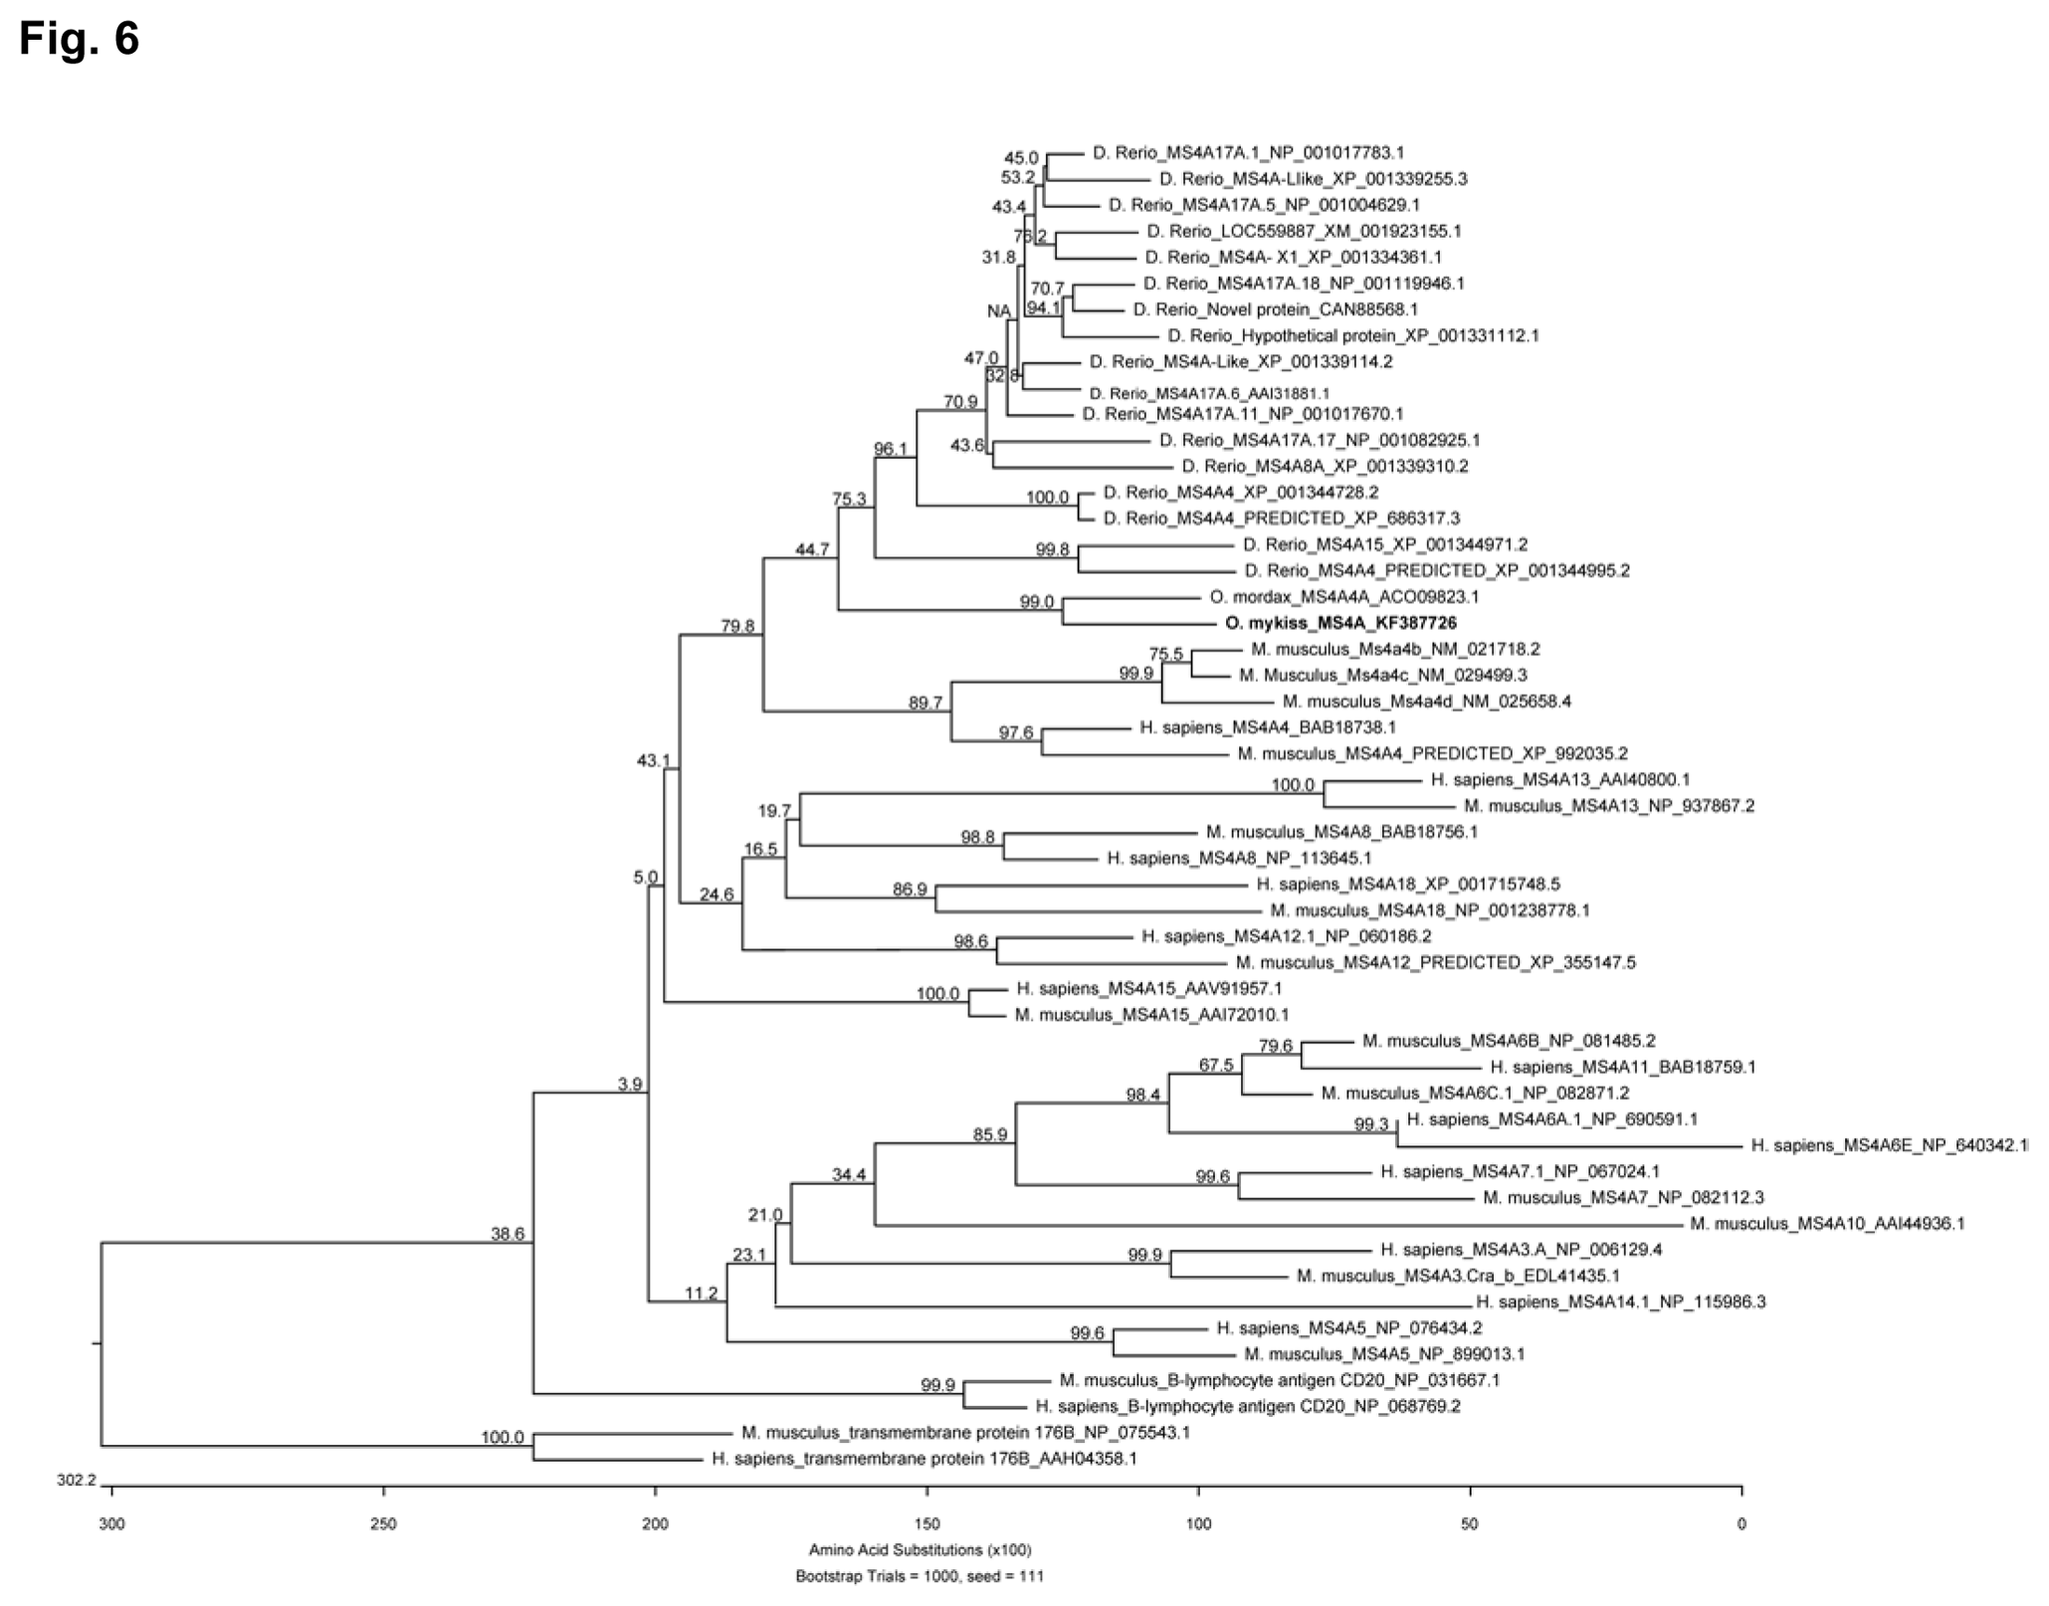 Fig. 6
45.0
D. Rerio_MS4A17A.1_NP_001017783.1
53.2
D. Rerio_MS4A-LIike_XP_001339255.3
43.4
D. Rerio_MS4A17A.5_NP_001004629.1
76.2
D. Rerio_LOC559887_XM_001923155.1
31.8
D. Rerio_MS4A- X1_XP_001334361.1
70.7
D. Rerio_MS4A17A.18_NP_001119946.1
NA
94.1
D. Rerio_Novel protein_CAN88568.1
D. Rerio_Hypothetical protein_XP_001331112.1
47.0
D. Rerio_MS4A-Like_XP_001339114.2
32.8
D. Rerio_MS4A17A.6_AAI31881.1
70.9
D. Rerio_MS4A17A.11_NP_001017670.1
43.6
D. Rerio_MS4A17A.17_NP_001082925.1
96.1
D. Rerio_MS4A8A_XP_001339310.2
75.3
100.0
D. Rerio_MS4A4_XP_001344728.2
D. Rerio_MS4A4_PREDICTED_XP_686317.3
44.7
99.8
D. Rerio_MS4A15_XP_001344971.2
D. Rerio_MS4A4_PREDICTED_XP_001344995.2
99.0
O. mordax_MS4A4A_ACO09823.1
79.8
O. mykiss_MS4A_KF387726
75.5
M. musculus_Ms4a4b_NM_021718.2
99.9
M. Musculus_Ms4a4c_NM_029499.3
89.7
M. musculus_Ms4a4d_NM_025658.4
97.6
H. sapiens_MS4A4_BAB18738.1
43.1
M. musculus_MS4A4_PREDICTED_XP_992035.2
100.0
H. sapiens_MS4A13_AAI40800.1
19.7
M. musculus_MS4A13_NP_937867.2
98.8
M. musculus_MS4A8_BAB18756.1
16.5
H. sapiens_MS4A8_NP_113645.1
5.0
24.6
86.9
H. sapiens_MS4A18_XP_001715748.5
M. musculus_MS4A18_NP_001238778.1
98.6
H. sapiens_MS4A12.1_NP_060186.2
M. musculus_MS4A12_PREDICTED_XP_355147.5
100.0
H. sapiens_MS4A15_AAV91957.1
M. musculus_MS4A15_AAI72010.1
79.6
M. musculus_MS4A6B_NP_081485.2
67.5
H. sapiens_MS4A11_BAB18759.1
3.9
98.4
M. musculus_MS4A6C.1_NP_082871.2
85.9
99.3
H. sapiens_MS4A6A.1_NP_690591.1
H. sapiens_MS4A6E_NP_640342.1
34.4
99.6
H. sapiens_MS4A7.1_NP_067024.1
M. musculus_MS4A7_NP_082112.3
21.0
M. musculus_MS4A10_AAI44936.1
38.6
23.1
99.9
H. sapiens_MS4A3.A_NP_006129.4
M. musculus_MS4A3.Cra_b_EDL41435.1
11.2
H. sapiens_MS4A14.1_NP_115986.3
99.6
H. sapiens_MS4A5_NP_076434.2
M. musculus_MS4A5_NP_899013.1
99.9
M. musculus_B-lymphocyte antigen CD20_NP_031667.1
H. sapiens_B-lymphocyte antigen CD20_NP_068769.2
100.0
M. musculus_transmembrane protein 176B_NP_075543.1
H. sapiens_transmembrane protein 176B_AAH04358.1
302.2
300 250 200 150 100 50 0
Amino Acid Substitutions (x100)
Bootstrap Trials = 1000, seed = 111